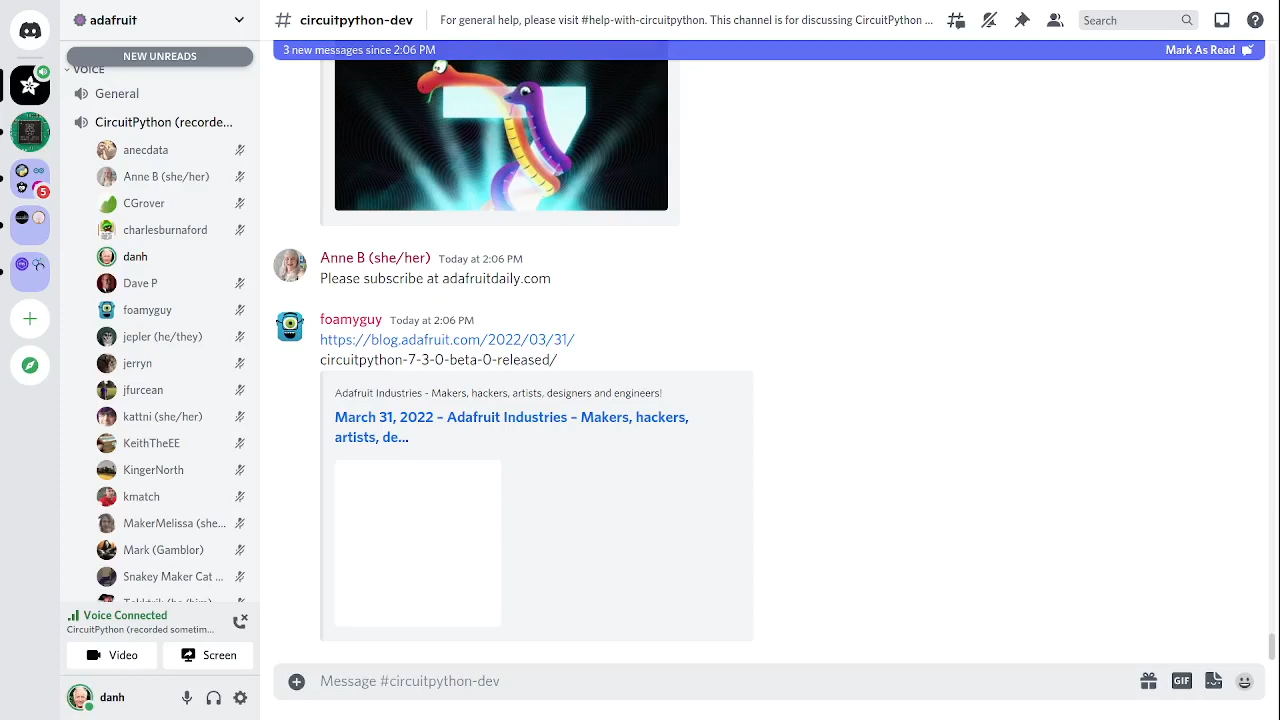 adafruit
NEW UNREADS
VOICE
General
CircuitPython (recorde...
anecdata
Anne B (she/her)
CGrover
charlesburnaford
danh
Dave P
foamyguy
jepler (he/they)
jerryn
jfurcean
kattni (she/her)
KeithTheEE
KingerNorth
kmatch
MakerMelissa (she...
Mark (Gamblor)
Snakey Maker Cat ...
Voice Connected
CircuitPython (recorded sometim...
Video
Screen
danh
5
# circuitpython-dev
For general help, please visit #help-with-circuitpython. This channel is for discussing CircuitPython ...
Search
3 new messages since 2:06 PM
Mark As Read
7
Anne B (she/her) Today at 2:06 PM
Please subscribe at adafruitdaily.com
foamyguy Today at 2:06 PM
https://blog.adafruit.com/2022/03/31/
circuitpython-7-3-0-beta-0-released/
Adafruit Industries - Makers, hackers, artists, designers and engineers!
March 31, 2022 – Adafruit Industries – Makers, hackers,
artists, de...
Message #circuitpython-dev
GIF